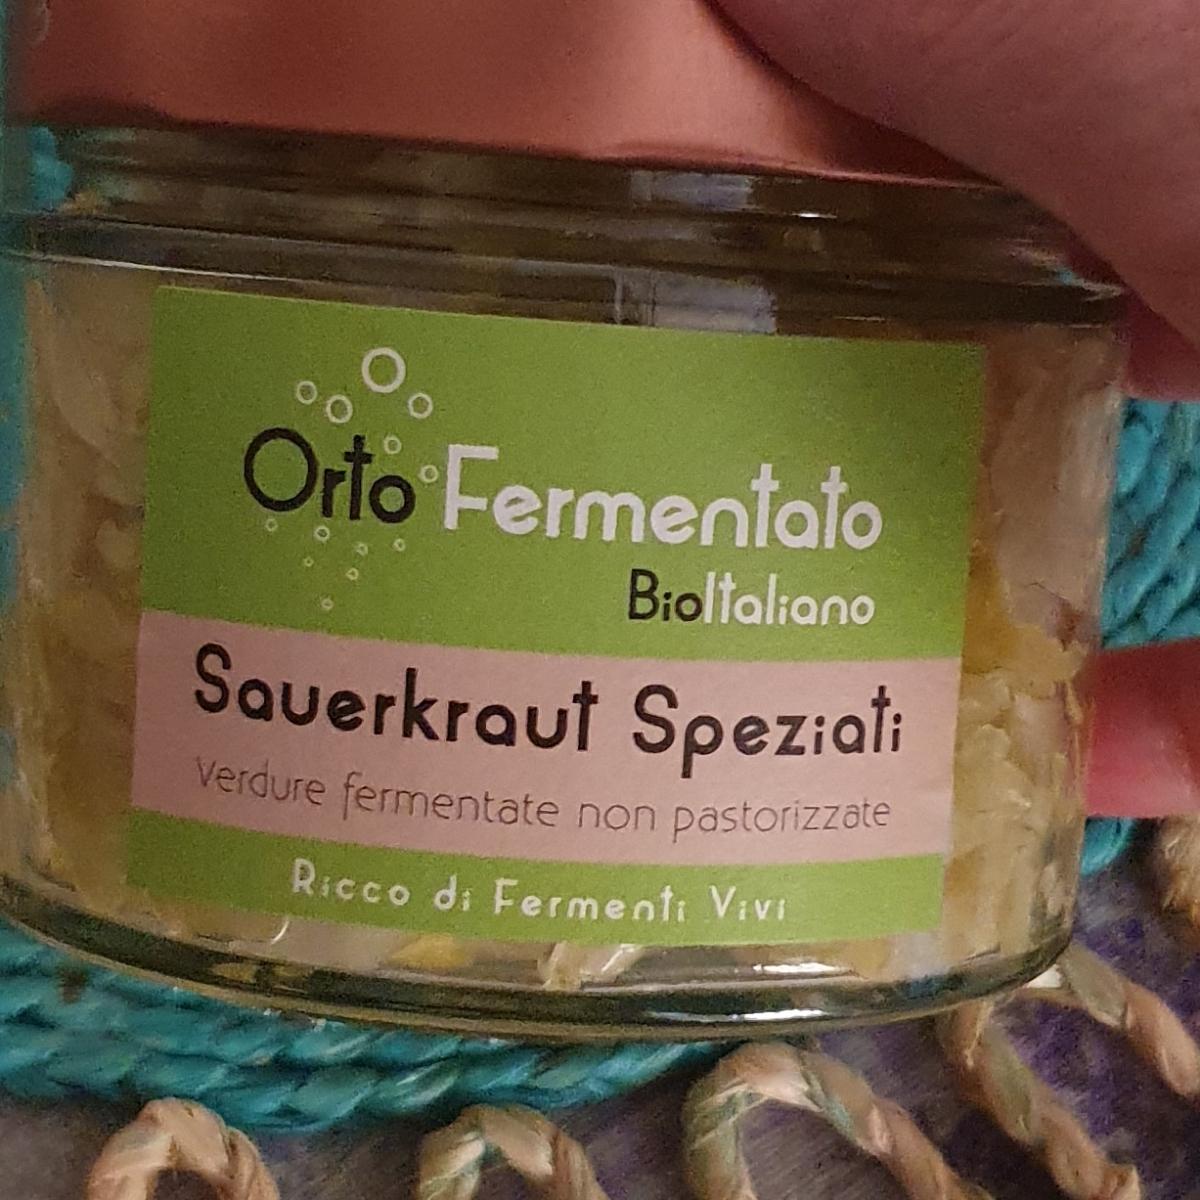 Orto Fermentato
BioItaliano
Sauerkraut Speziati
Verdure fermentate non pastorizzate
Ricco di Fermenti Vivi